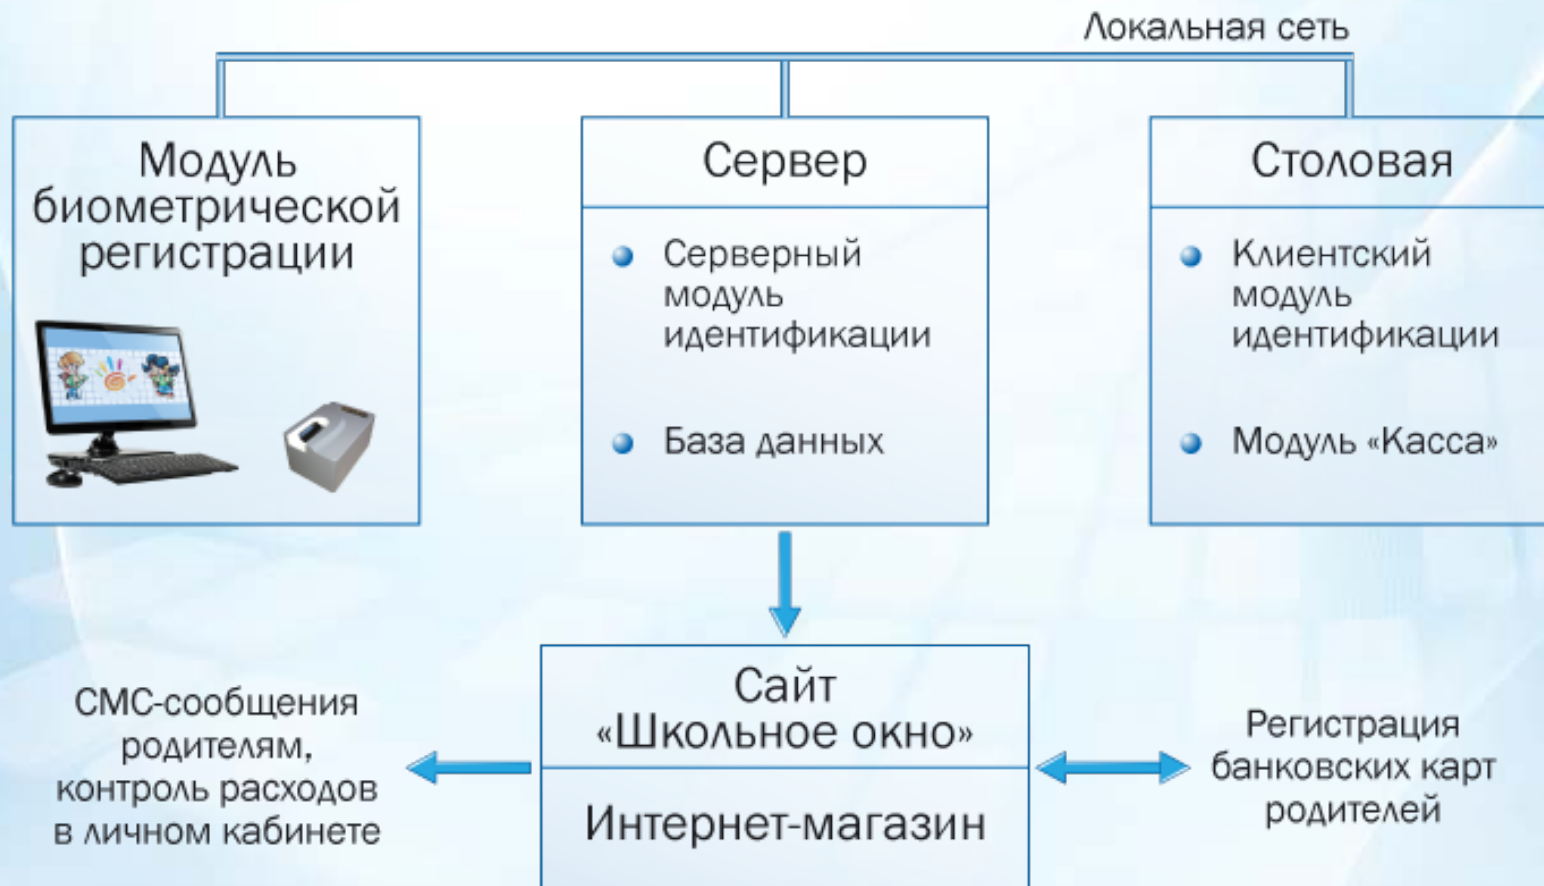 Локальная сеть
Модуль
биометрической
регистрации
Сервер
Серверный
модуль
идентификации
База данных
Столовая
Клиентский
модуль
идентификации
Модуль «Касса»
СМС-сообщения
родителям,
контроль расходов
в личном кабинете
Сайт
«Школьное окно»
Интернет-магазин
Регистрация
банковских карт
родителей